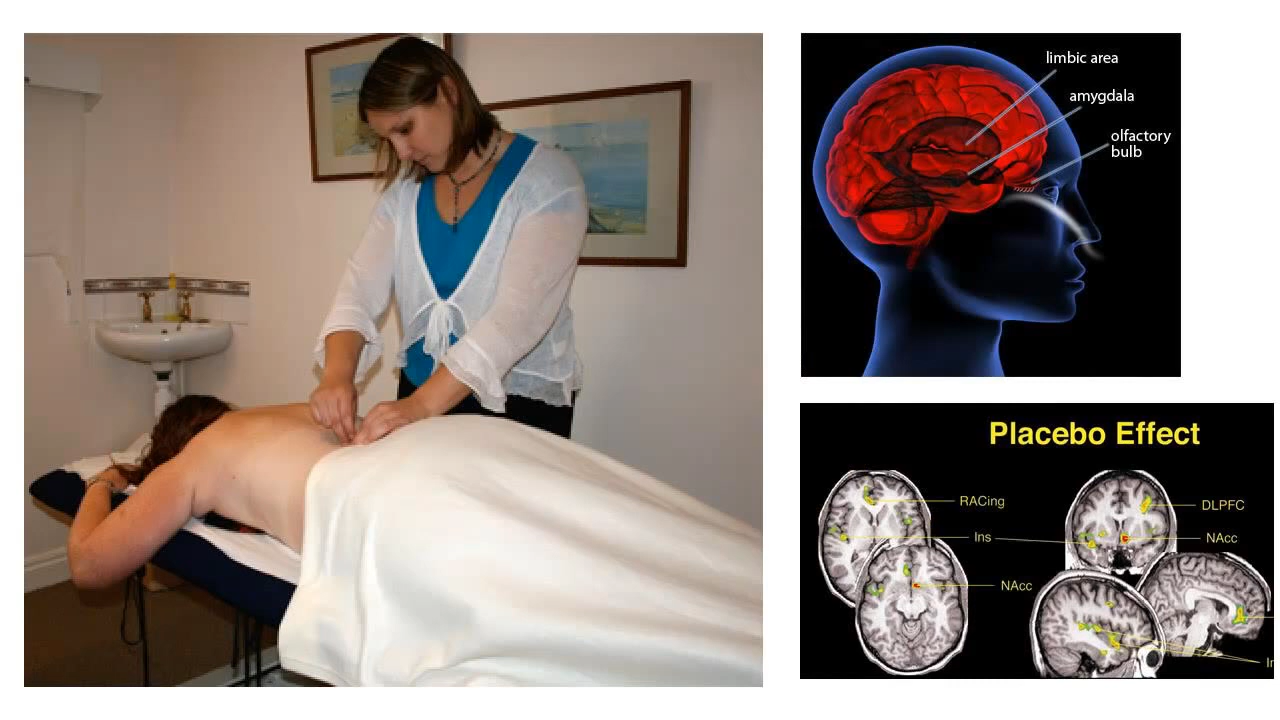 limbic area
amygdala
olfactory
bulb
Placebo Effect
RACing
DLPFC
Ins
NAcc
NAcc